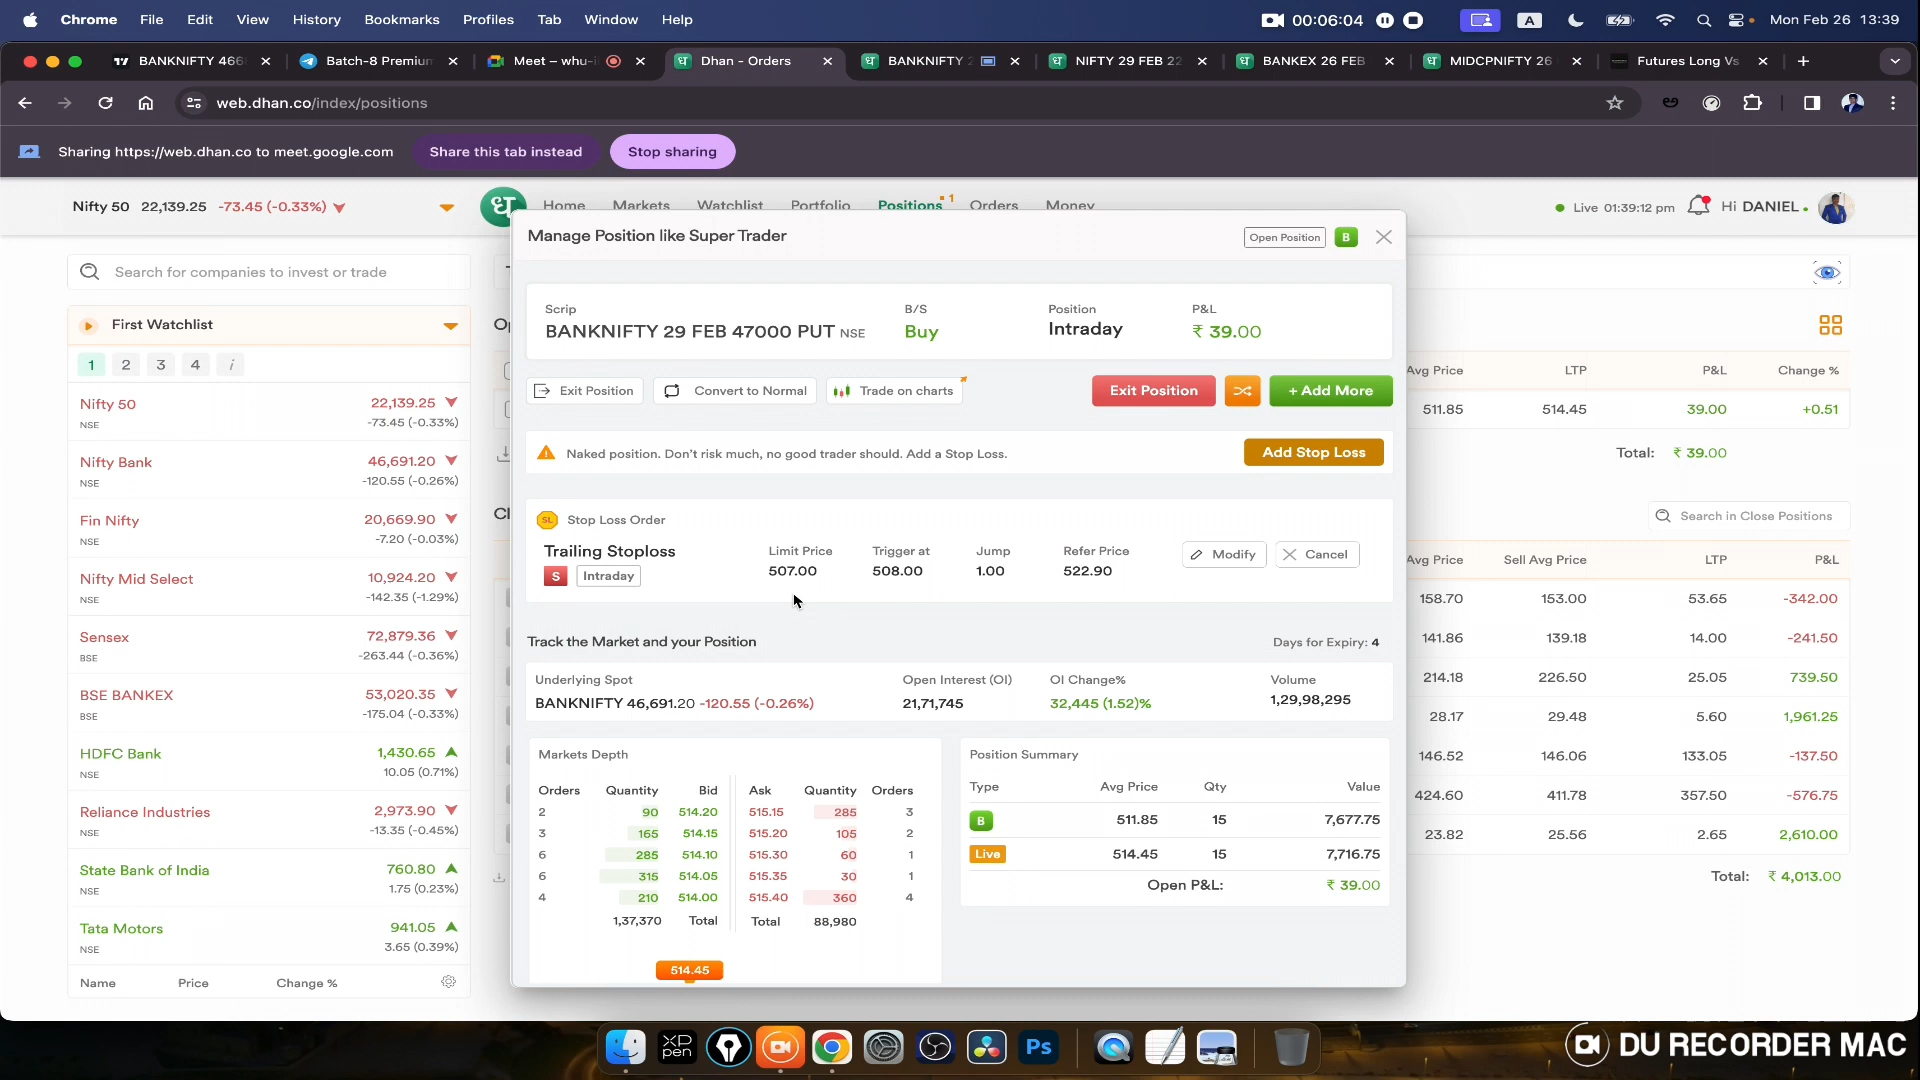 Chrome File Edit View History Bookmarks Profiles Tab Window Help 00:06:04 A Mon Feb 26 13:39
BANKNIFTY 466 Batch-8 Premium Meet – whu-i Dhan - Orders BANKNIFTY 2 NIFTY 29 FEB 22 BANKEX 26 FEB MIDCPNIFTY 26 Futures Long Vs
web.dhan.co/index/positions
Sharing https://web.dhan.co to meet.google.com Share this tab instead Stop sharing
Nifty 50 22,139.25 -73.45 (-0.33%) Home Markets Watchlist Portfolio Positions 1 Orders Money Live 01:39:12 pm Hi DANIEL
Search for companies to invest or trade
First Watchlist
1 2 3 4 i
Nifty 50 22,139.25
NSE -73.45 (-0.33%)
Nifty Bank 46,691.20
NSE -120.55 (-0.26%)
Fin Nifty 20,669.90
NSE -7.20 (-0.03%)
Nifty Mid Select 10,924.20
NSE -142.35 (-1.29%)
Sensex 72,879.36
BSE -263.44 (-0.36%)
BSE BANKEX 53,020.35
BSE -175.04 (-0.33%)
HDFC Bank 1,430.65
NSE 10.05 (0.71%)
Reliance Industries 2,973.90
NSE -13.35 (-0.45%)
State Bank of India 760.80
NSE 1.75 (0.23%)
Tata Motors 941.05
NSE 3.65 (0.39%)
Name Price Change %
Manage Position like Super Trader Open Position B
Scrip B/S Position P&L
BANKNIFTY 29 FEB 47000 PUT NSE Buy Intraday ₹ 39.00
Exit Position Convert to Normal Trade on charts Exit Position + Add More
Naked position. Don't risk much, no good trader should. Add a Stop Loss. Add Stop Loss
SL Stop Loss Order
Trailing Stoploss Limit Price Trigger at Jump Refer Price Modify Cancel
S Intraday 507.00 508.00 1.00 522.90
Track the Market and your Position Days for Expiry: 4
Underlying Spot Open Interest (OI) OI Change% Volume
BANKNIFTY 46,691.20 -120.55 (-0.26%) 21,71,745 32,445 (1.52)% 1,29,98,295
Markets Depth
Orders Quantity Bid Ask Quantity Orders
2 90 514.20 515.15 285 3
3 165 514.15 515.20 105 2
6 285 514.10 515.30 60 1
6 315 514.05 515.35 30 1
4 210 514.00 515.40 360 4
1,37,370 Total Total 88,980
514.45
Position Summary
Type Avg Price Qty Value
B 511.85 15 7,677.75
Live 514.45 15 7,716.75
Open P&L: ₹ 39.00
Avg Price LTP P&L Change %
511.85 514.45 39.00 +0.51
Total: ₹ 39.00
Search in Close Positions
Avg Price Sell Avg Price LTP P&L
158.70 153.00 53.65 -342.00
141.86 139.18 14.00 -241.50
214.18 226.50 25.05 739.50
28.17 29.48 5.60 1,961.25
146.52 146.06 133.05 -137.50
424.60 411.78 357.50 -576.75
23.82 25.56 2.65 2,610.00
Total: ₹ 4,013.00
XP pen Ps
DU RECORDER MAC